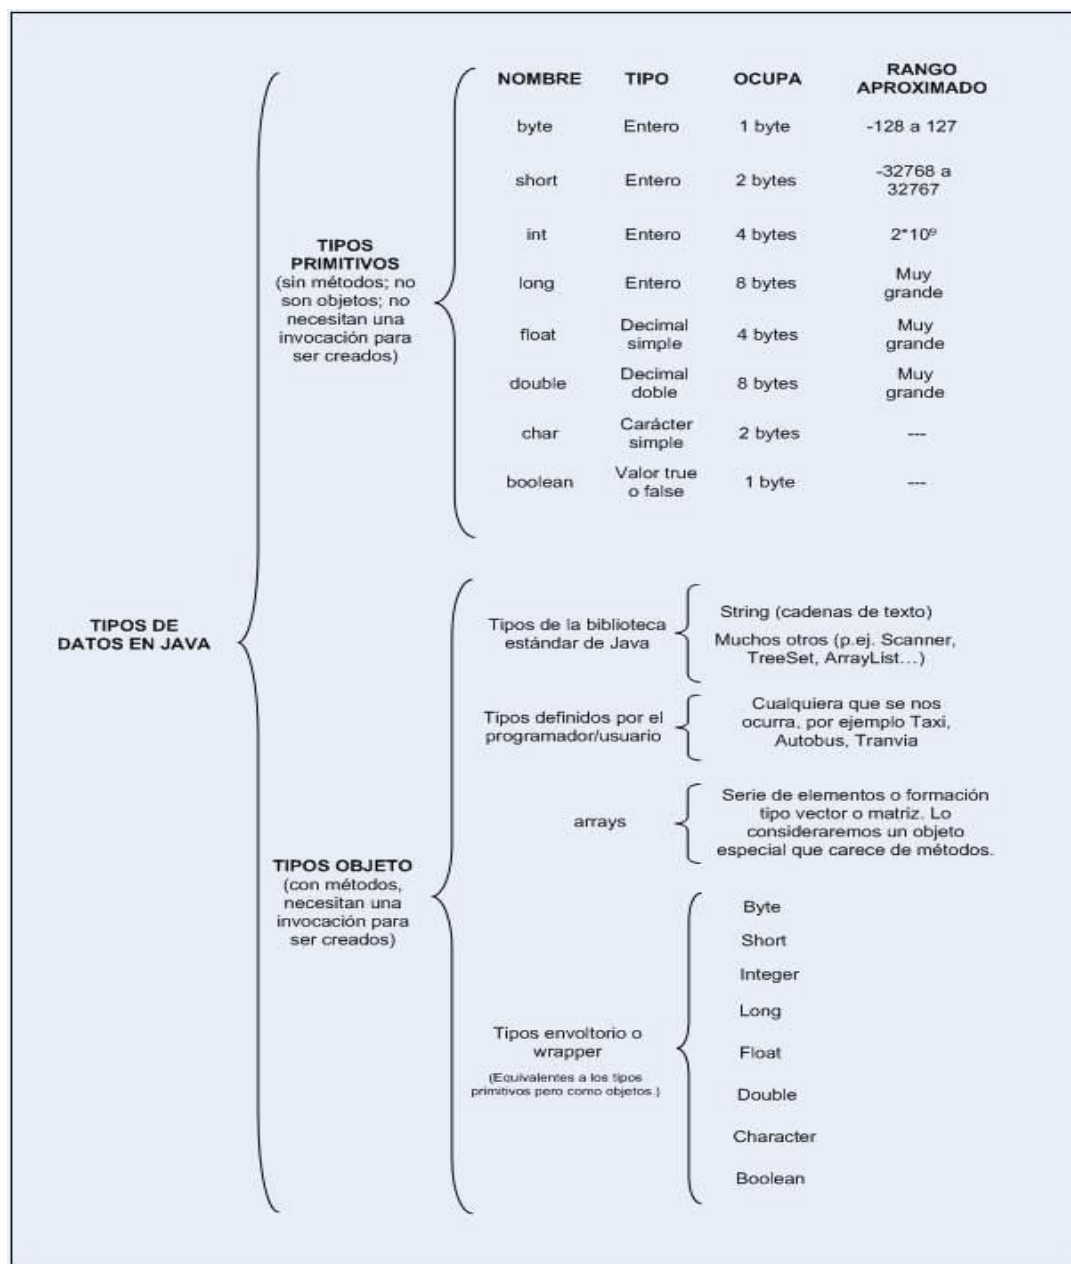 TIPOS DE
DATOS EN JAVA
TIPOS
PRIMITIVOS
(sin métodos; no
son objetos; no
necesitan una
invocación para
ser creados)
NOMBRE TIPO OCUPA RANGO
APROXIMADO
byte Entero 1 byte -128 a 127
short Entero 2 bytes -32768 a
32767
int Entero 4 bytes 2*10⁹
long Entero 8 bytes Muy
grande
float Decimal
simple 4 bytes Muy
grande
double Decimal
doble 8 bytes Muy
grande
char Carácter
simple 2 bytes ---
boolean Valor true
o false 1 byte ---
TIPOS OBJETO
(con métodos,
necesitan una
invocación para
ser creados)
Tipos de la biblioteca
estándar de Java
String (cadenas de texto)
Muchos otros (p.ej. Scanner,
TreeSet, ArrayList…)
Tipos definidos por el
programador/usuario
Cualquiera que se nos
ocurra, por ejemplo Taxi,
Autobus, Tranvia
arrays
Serie de elementos o formación
tipo vector o matriz. Lo
consideraremos un objeto
especial que carece de métodos.
Tipos envoltorio o
wrapper
(Equivalentes a los tipos
primitivos pero como objetos.)
Byte
Short
Integer
Long
Float
Double
Character
Boolean